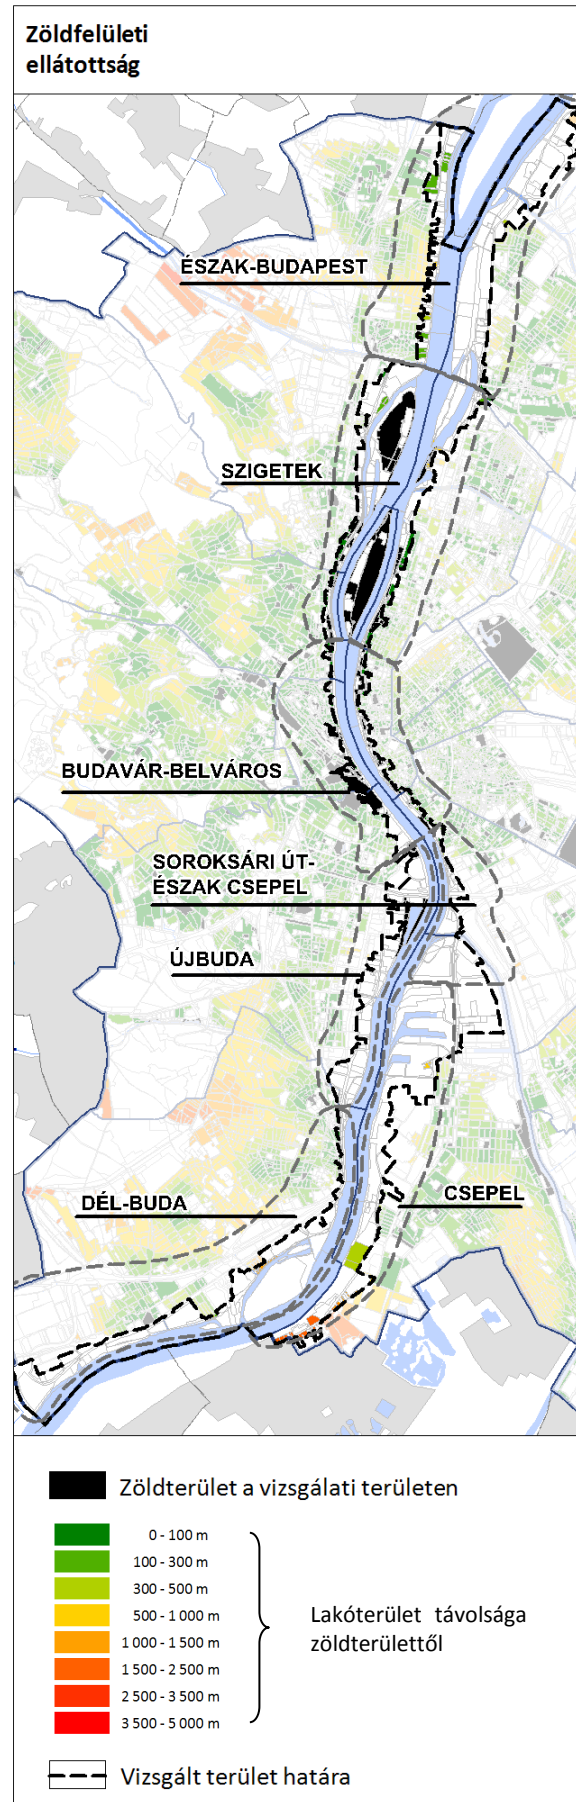 Zöldfelületi
ellátottság
ÉSZAK-BUDAPEST
SZIGETEK
BUDAVÁR-BELVÁROS
SOROKSÁRI ÚT-
ÉSZAK CSEPEL
ÚJBUDA
DÉL-BUDA
CSEPEL
Zöldterület a vizsgálati területen
0 - 100 m
100 - 300 m
300 - 500 m
500 - 1 000 m
1 000 - 1 500 m
1 500 - 2 500 m
2 500 - 3 500 m
3 500 - 5 000 m
Lakóterület távolsága
zöldterülettől
Vizsgált terület határa